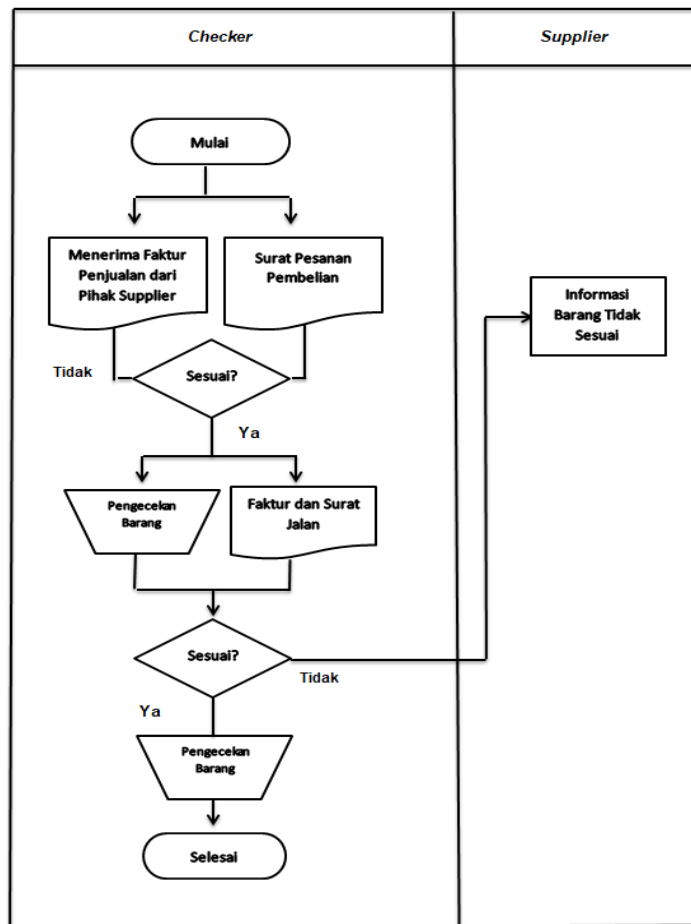 Checker
Supplier
Mulai
Menerima Faktur
Penjualan dari
Pihak Supplier
Surat Pesanan
Pembelian
Informasi
Barang Tidak
Sesuai
Tidak
Sesuai?
Ya
Pengecekan
Barang
Faktur dan Surat
Jalan
Sesuai?
Tidak
Ya
Pengecekan
Barang
Selesai